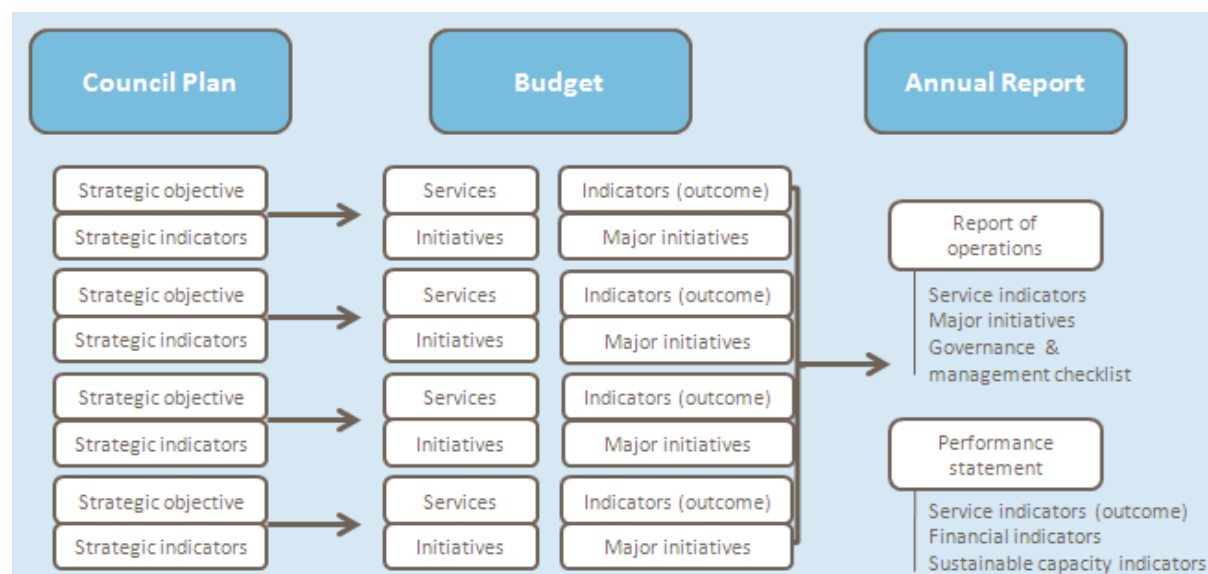 Council Plan
Budget
Annual Report
Strategic objective
Strategic indicators
Strategic objective
Strategic indicators
Strategic objective
Strategic indicators
Strategic objective
Strategic indicators
Services
Initiatives
Services
Initiatives
Services
Initiatives
Services
Initiatives
Indicators (outcome)
Major initiatives
Indicators (outcome)
Major initiatives
Indicators (outcome)
Major initiatives
Indicators (outcome)
Major initiatives
Report of
operations
Service indicators
Major initiatives
Governance &
management checklist
Performance
statement
Service indicators (outcome)
Financial indicators
Sustainable capacity indicators